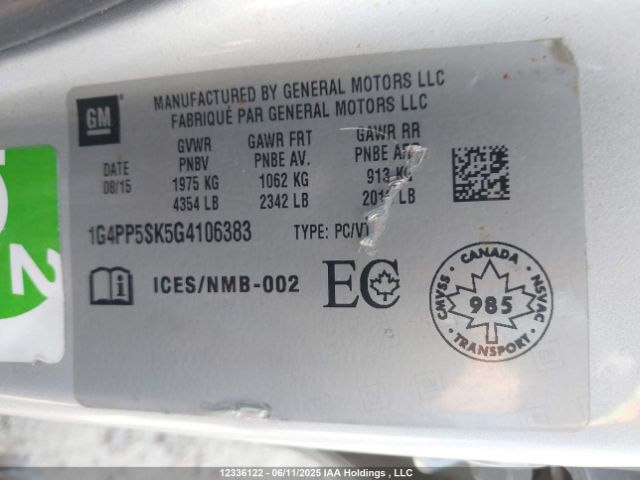 GM
MANUFACTURED BY GENERAL MOTORS LLC
FABRIQUÉ PAR GENERAL MOTORS LLC
DATE
08/15
GVWR
PNBV
1975 KG
4354 LB
GAWR FRT
PNBE AV.
1062 KG
2342 LB
GAWR RR
PNBE
913 KG
LB
1G4PP5SK5G4106383 TYPE:
ICES/NMB-002
EC
CMVSS CANADA NSVAC
985
TRANSPORT
2
12336122 - 06/11/2025 IAA Holdings , LLC